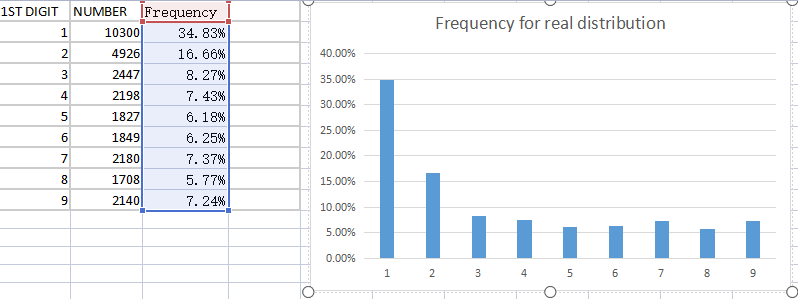 1ST DIGIT NUMBER Frequency
1 10300 34.83%
2 4926 16.66%
3 2447 8.27%
4 2198 7.43%
5 1827 6.18%
6 1849 6.25%
7 2180 7.37%
8 1708 5.77%
9 2140 7.24%
Frequency for real distribution
40.00%
35.00%
30.00%
25.00%
20.00%
15.00%
10.00%
5.00%
0.00%
1 2 3 4 5 6 7 8 9